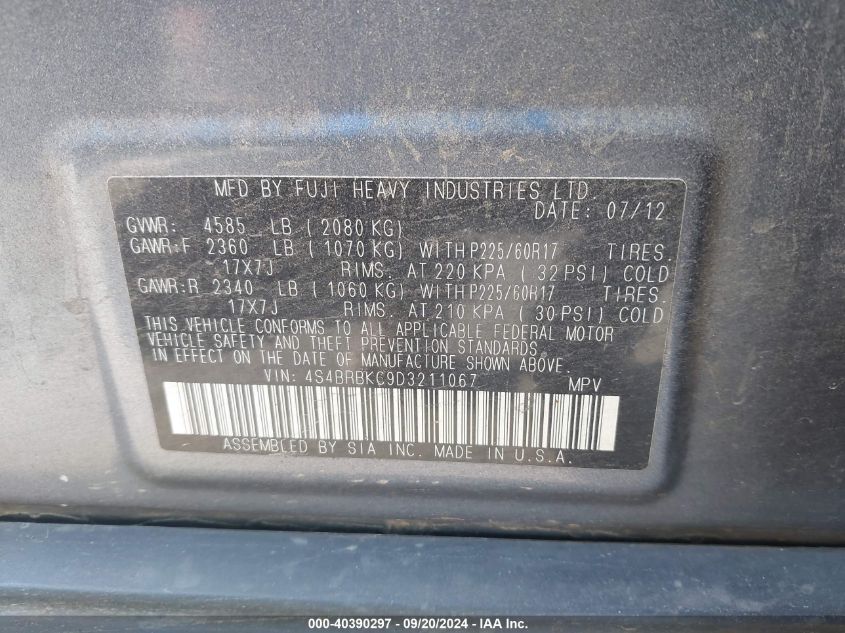 MFD BY FUJI HEAVY INDUSTRIES LTD.
DATE: 07/12
GVWR: 4585 LB ( 2080 KG)
GAWR:F 2360 LB ( 1070 KG) WITH P225/60R17 TIRES.
17X7J RIMS. AT 220 KPA ( 32 PSI) COLD
GAWR:R 2340 LB ( 1060 KG) WITH P225/60R17 TIRES.
17X7J RIMS. AT 210 KPA ( 30 PSI) COLD
THIS VEHICLE CONFORMS TO ALL APPLICABLE FEDERAL MOTOR
VEHICLE SAFETY AND THEFT PREVENTION STANDARDS
IN EFFECT ON THE DATE OF MANUFACTURE SHOWN ABOVE.
VIN: 4S4BRBKC9D3211067 MPV
ASSEMBLED BY SIA INC. MADE IN U.S.A.
000-40390297 - 09/20/2024 - IAA Inc.